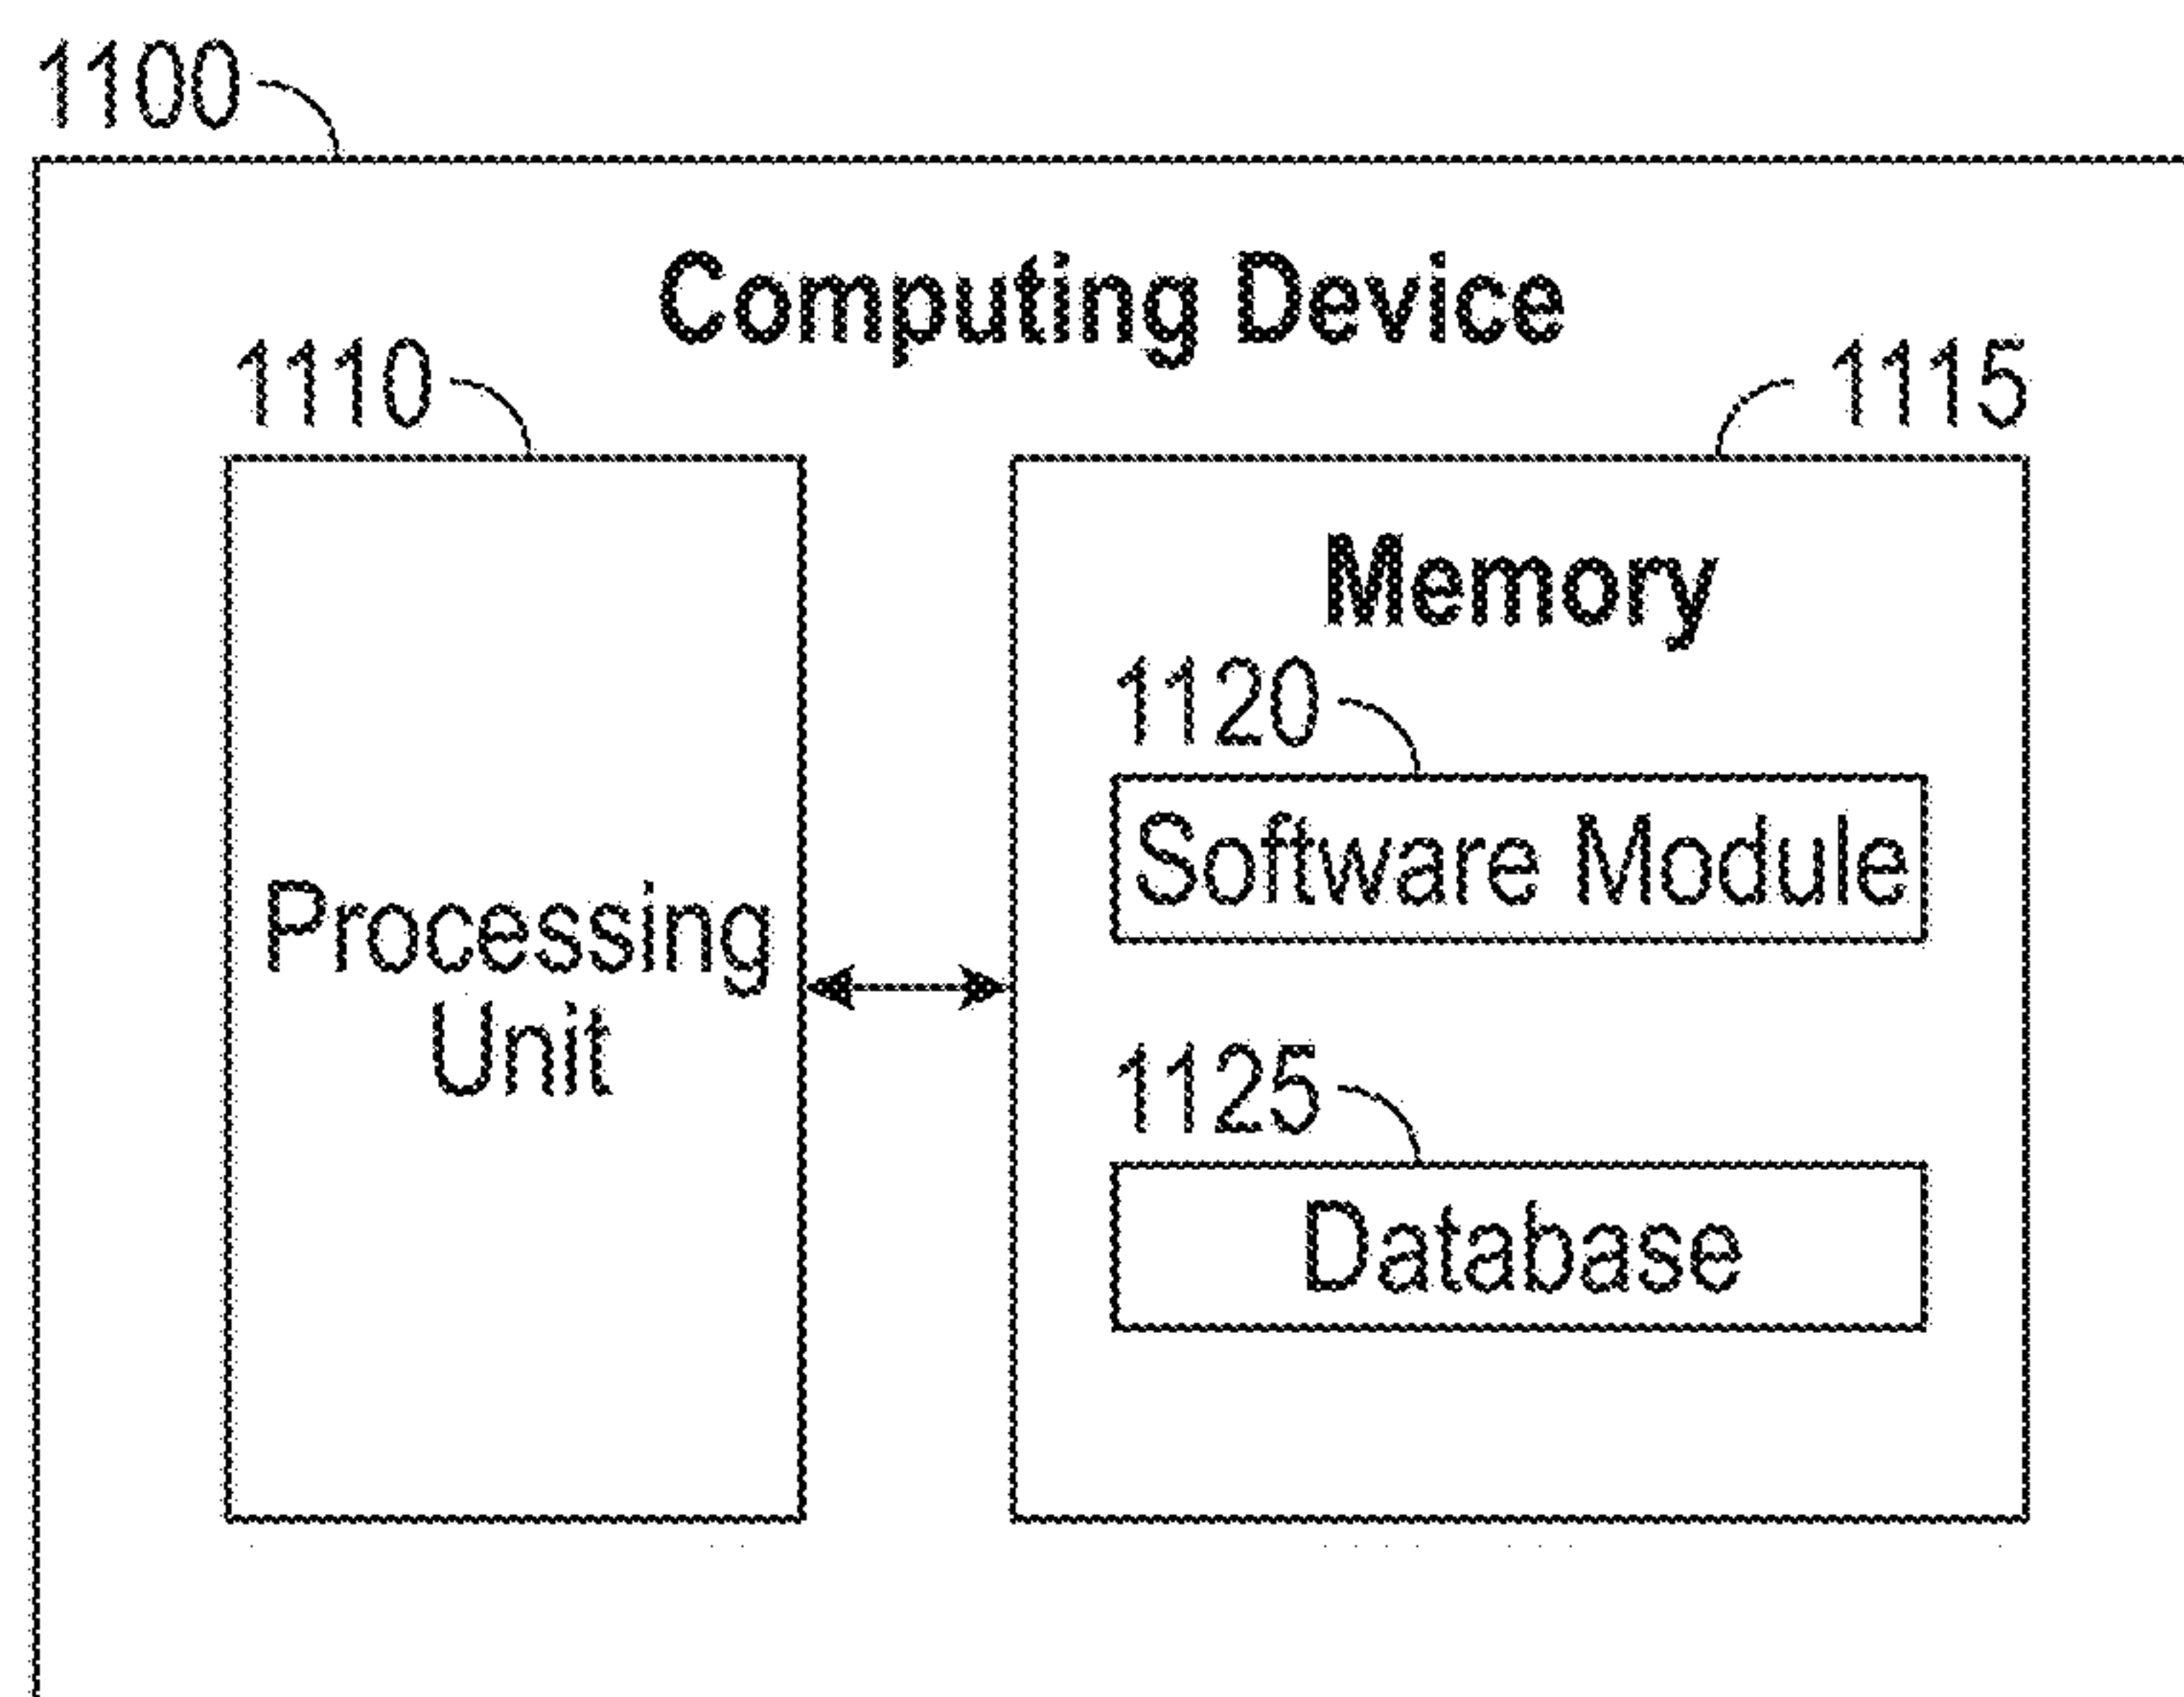 1100
Computing Device
1110
1115
Processing
Unit
Memory
1120
Software Module
1125
Database